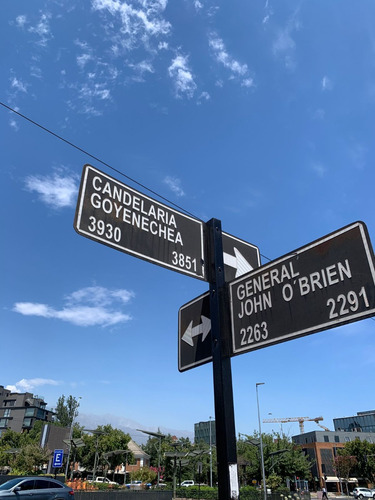 CANDELARIA
GOYENECHEA
3930 3851
GENERAL
JOHN O'BRIEN
2263 2291
E